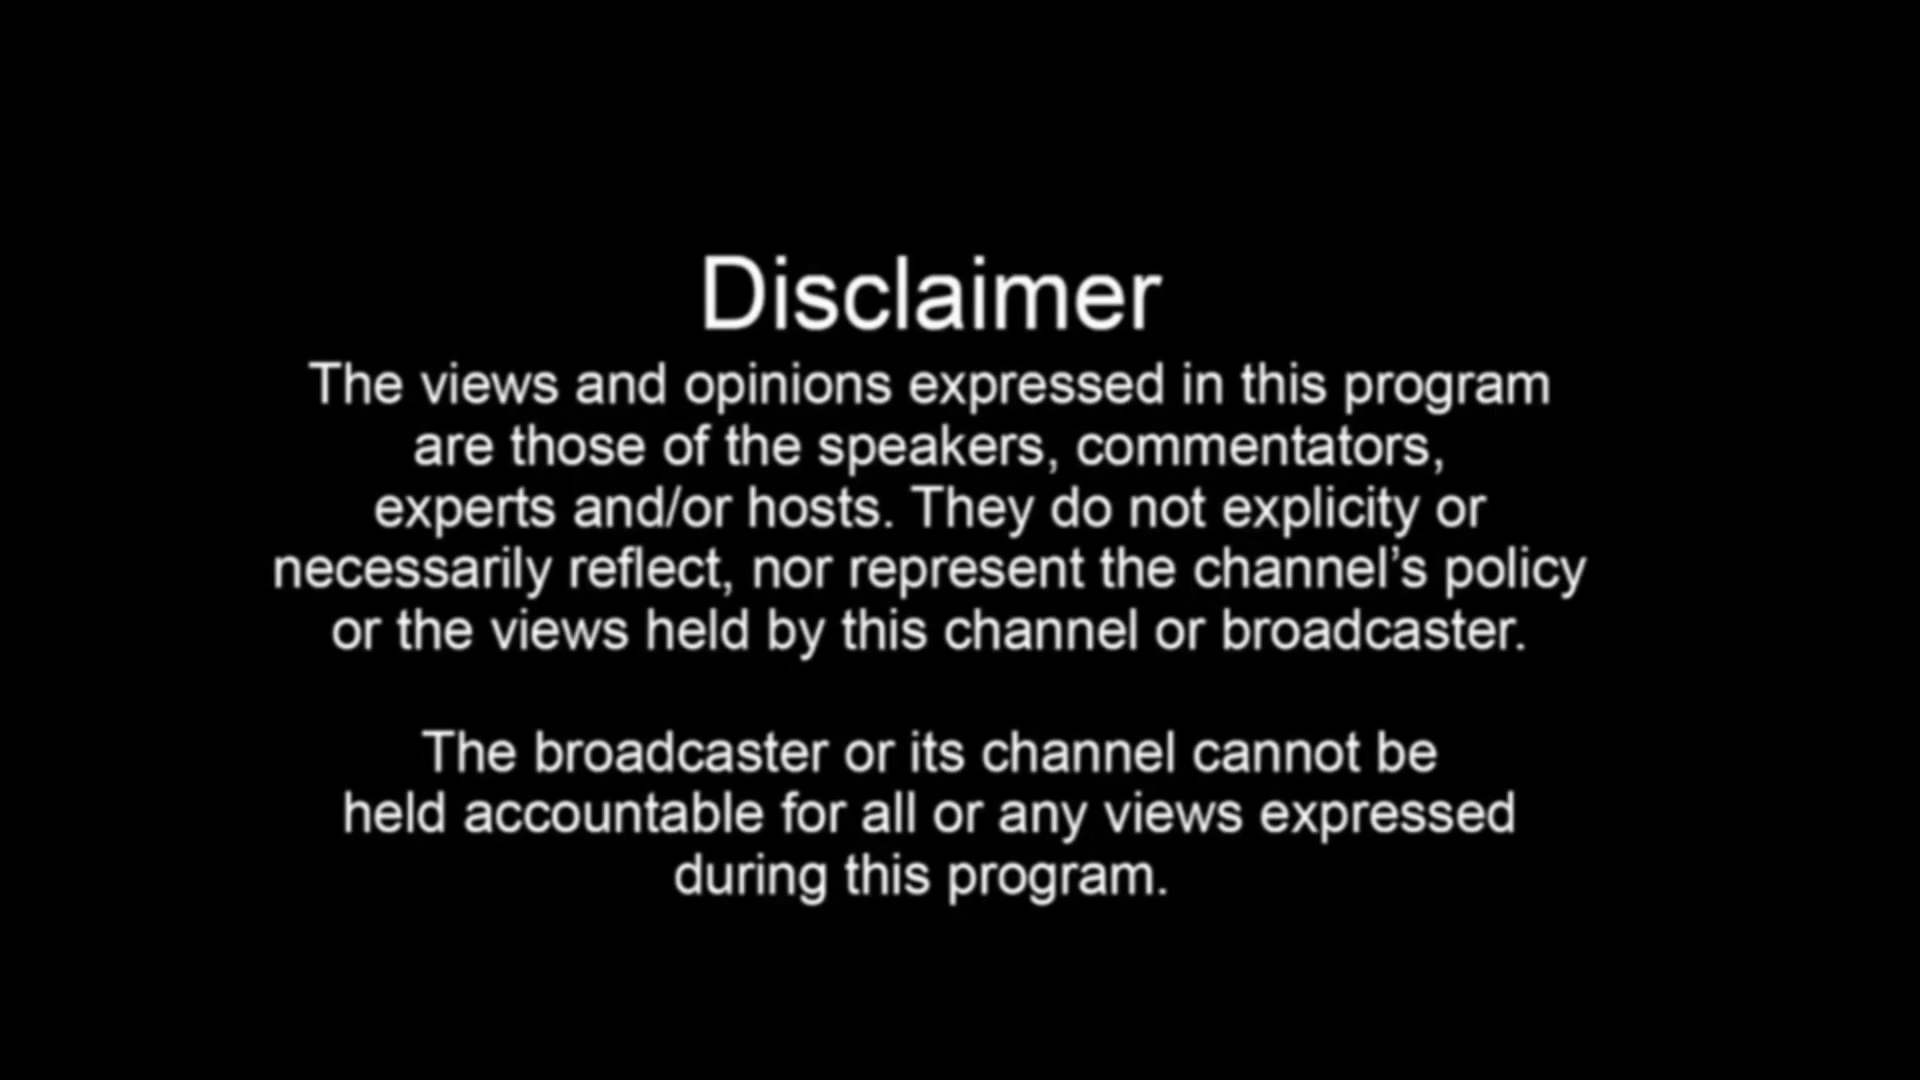 Disclaimer
The views and opinions expressed in this program
are those of the speakers, commentators,
experts and/or hosts. They do not explicity or
necessarily reflect, nor represent the channel’s policy
or the views held by this channel or broadcaster.
The broadcaster or its channel cannot be
held accountable for all or any views expressed
during this program.